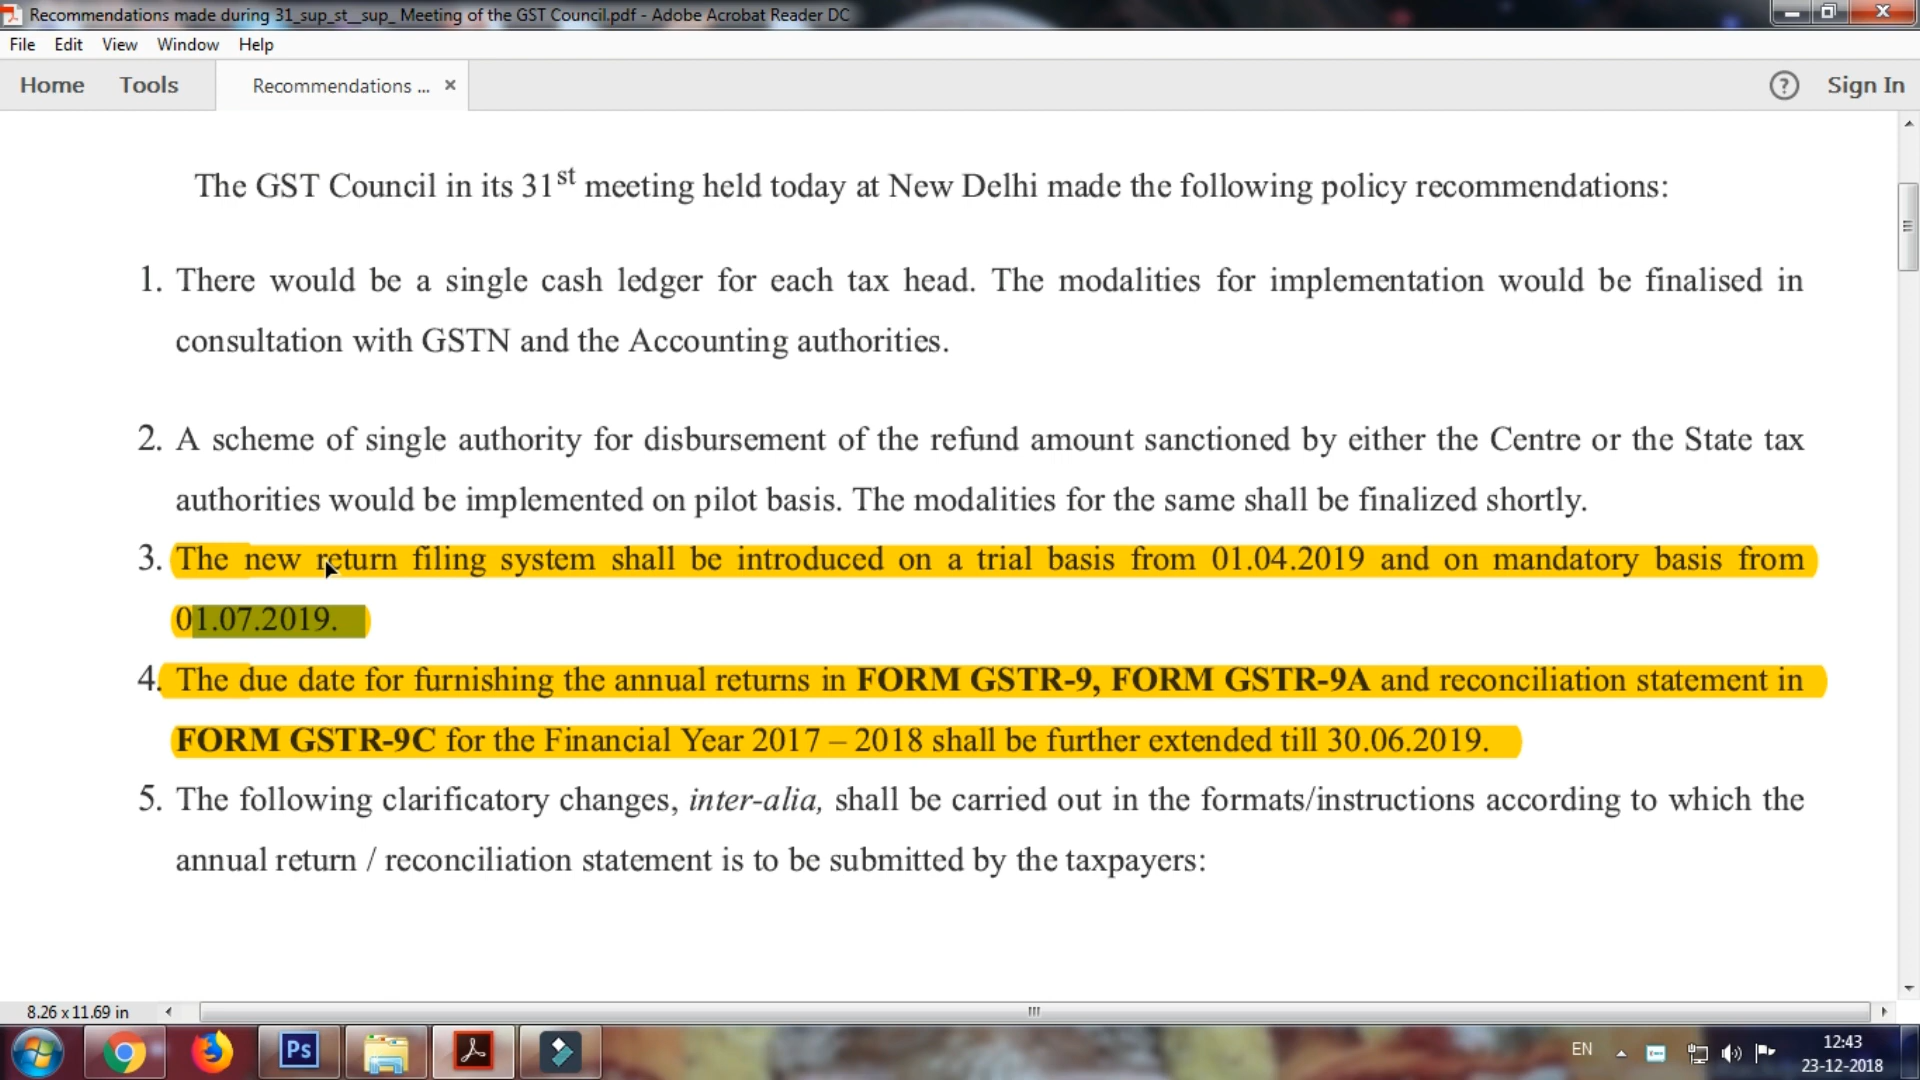 Recommendations made during 31_sup_st__sup_ Meeting of the GST Council.pdf - Adobe Acrobat Reader DC
File Edit View Window Help
Home Tools Recommendations ... × ? Sign In
The GST Council in its 31st meeting held today at New Delhi made the following policy recommendations:
1. There would be a single cash ledger for each tax head. The modalities for implementation would be finalised in
consultation with GSTN and the Accounting authorities.
2. A scheme of single authority for disbursement of the refund amount sanctioned by either the Centre or the State tax
authorities would be implemented on pilot basis. The modalities for the same shall be finalized shortly.
3. The new return filing system shall be introduced on a trial basis from 01.04.2019 and on mandatory basis from
01.07.2019.
4. The due date for furnishing the annual returns in FORM GSTR-9, FORM GSTR-9A and reconciliation statement in
FORM GSTR-9C for the Financial Year 2017 – 2018 shall be further extended till 30.06.2019.
5. The following clarificatory changes, inter-alia, shall be carried out in the formats/instructions according to which the
annual return / reconciliation statement is to be submitted by the taxpayers:
8.26 x 11.69 in
Ps
EN
12:43
23-12-2018